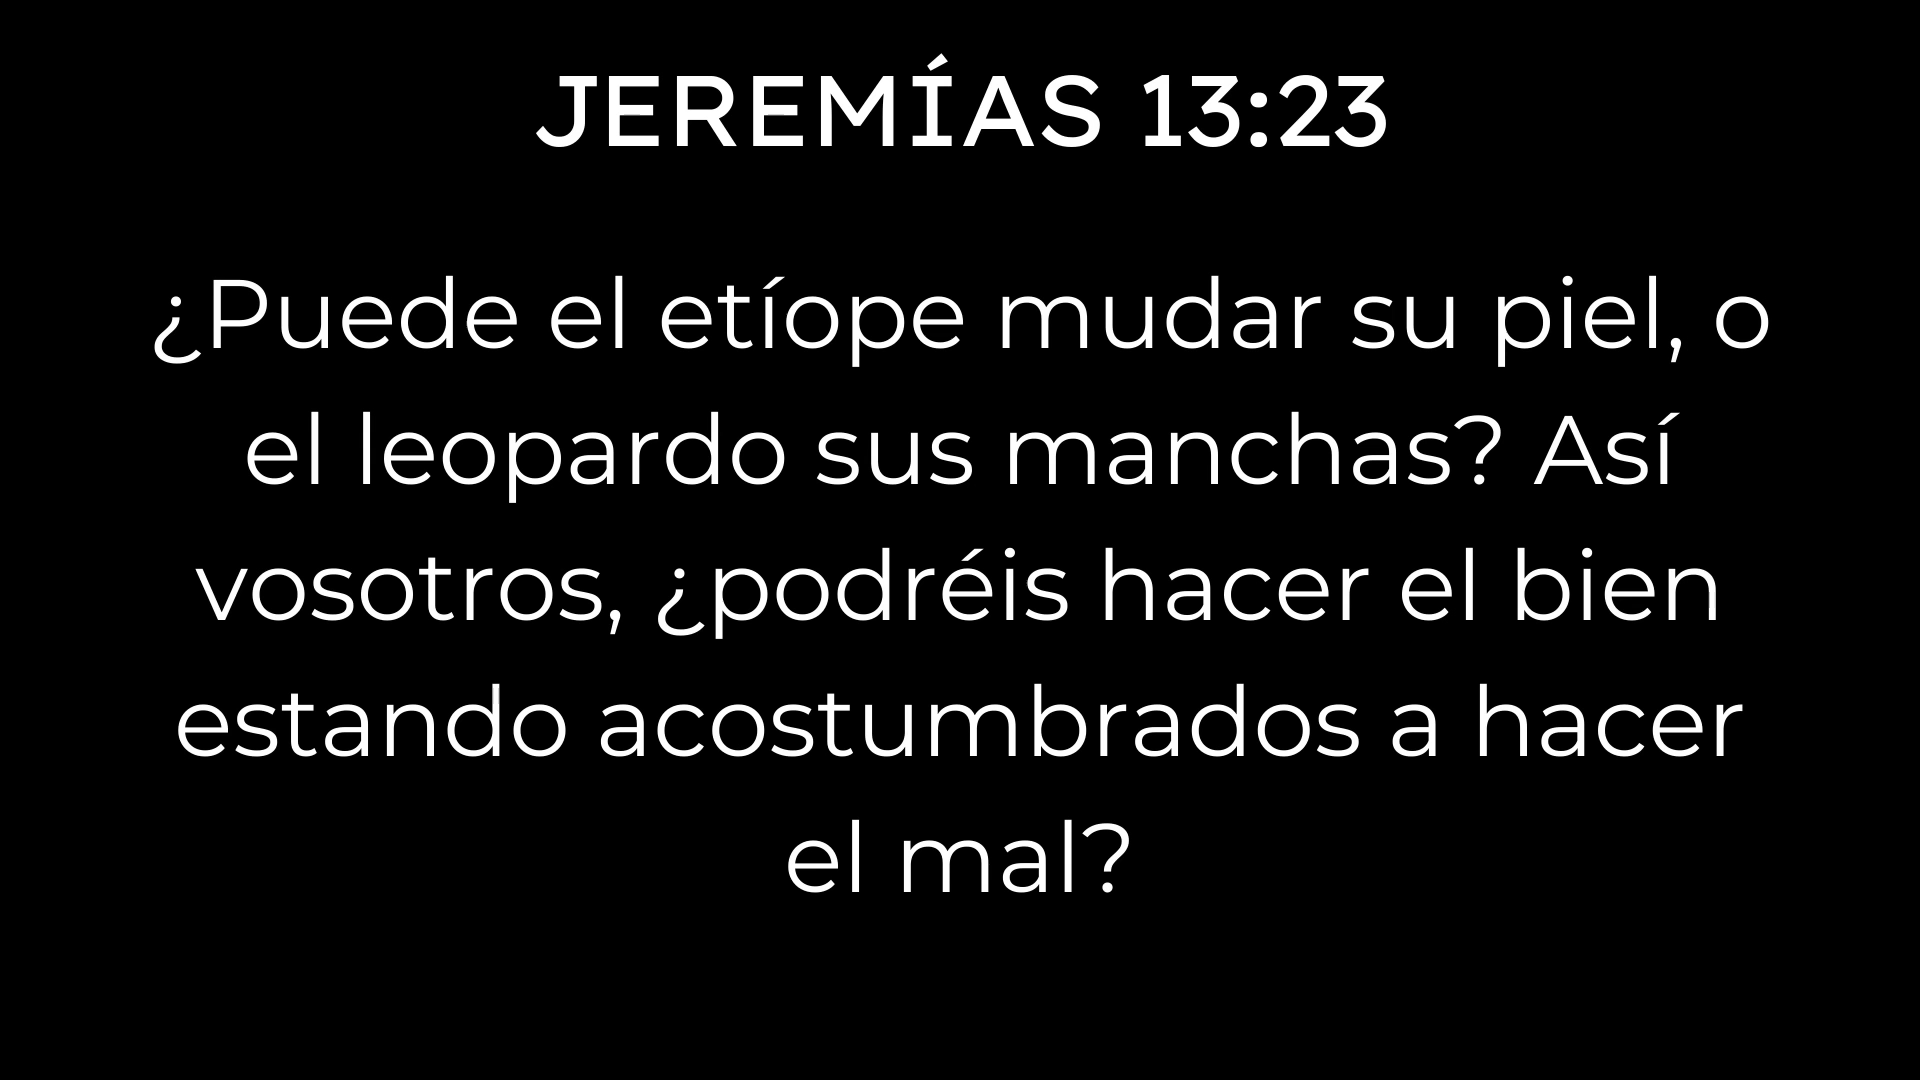 JEREMÍAS 13:23
¿Puede el etíope mudar su piel, o
el leopardo sus manchas? Así
vosotros, ¿podréis hacer el bien
estando acostumbrados a hacer
el mal?